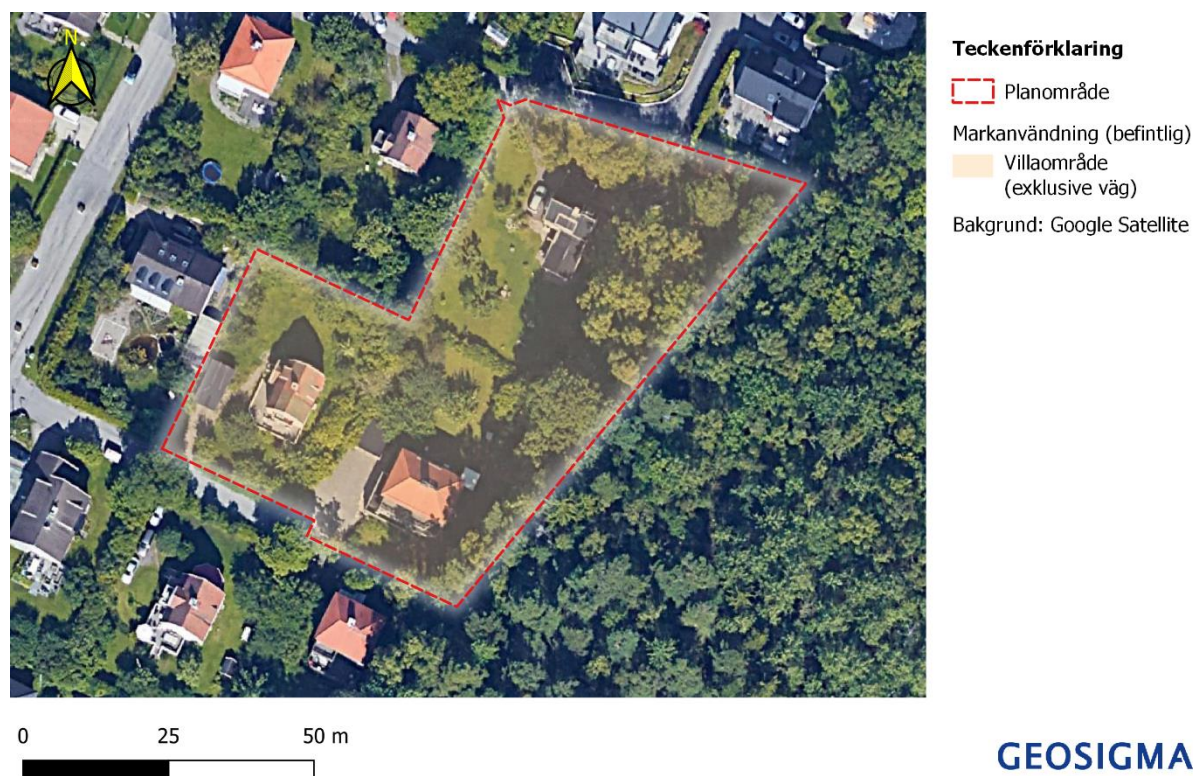 N
Teckenförklaring
Planområde
Markanvändning (befintlig)
Villaområde
(exklusive väg)
Bakgrund: Google Satellite
0 25 50 m
GEOSIGMA